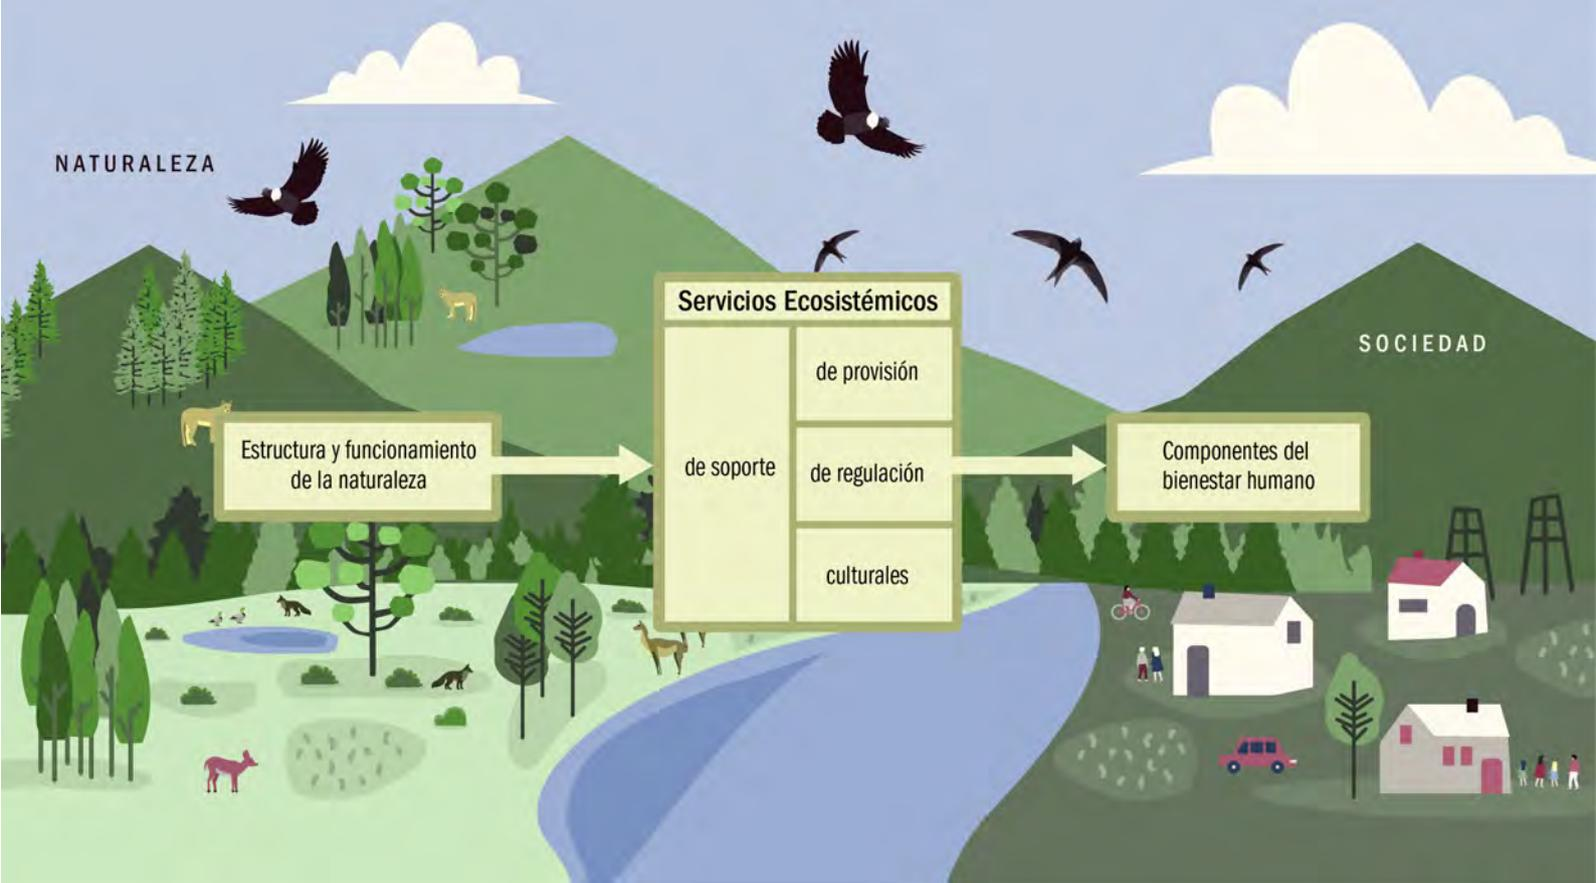 NATURALEZA
SOCIEDAD
Estructura y funcionamiento
de la naturaleza
Servicios Ecosistémicos
de soporte
de provisión
de regulación
culturales
Componentes del
bienestar humano